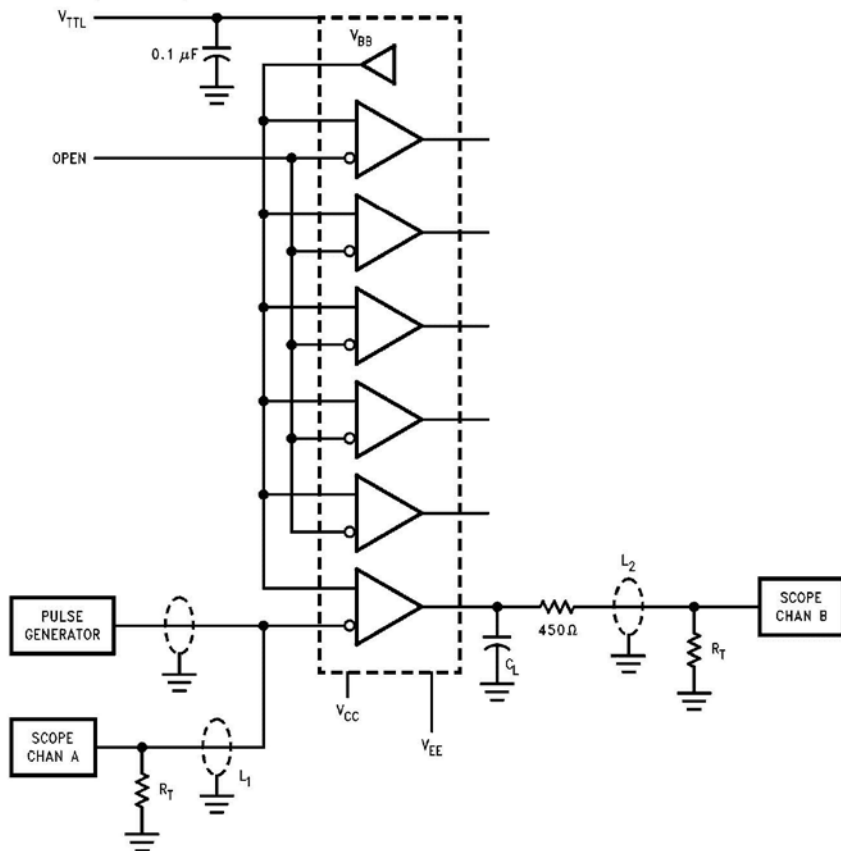 V_TTL
V_BB
0.1 μF
OPEN
L_2
PULSE
GENERATOR
SCOPE
CHAN B
450Ω
C_L
R_T
V_CC
V_EE
SCOPE
CHAN A
L_1
R_T